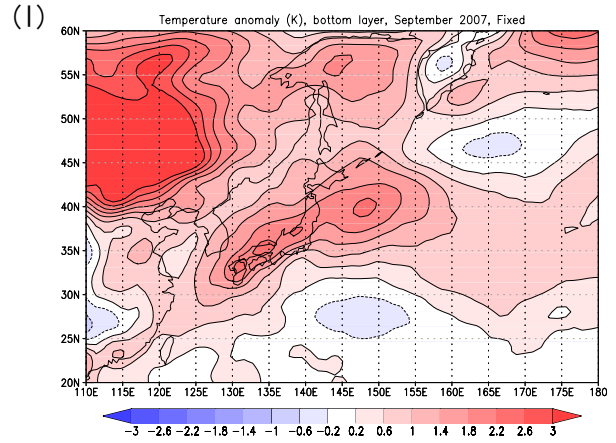 (l)
Temperature anomaly (K), bottom layer, September 2007, Fixed
60N
55N
50N
45N
40N
35N
30N
25N
20N
110E 115E 120E 125E 130E 135E 140E 145E 150E 155E 160E 165E 170E 175E 180
-3 -2.6 -2.2 -1.8 -1.4 -1 -0.6 -0.2 0.2 0.6 1 1.4 1.8 2.2 2.6 3